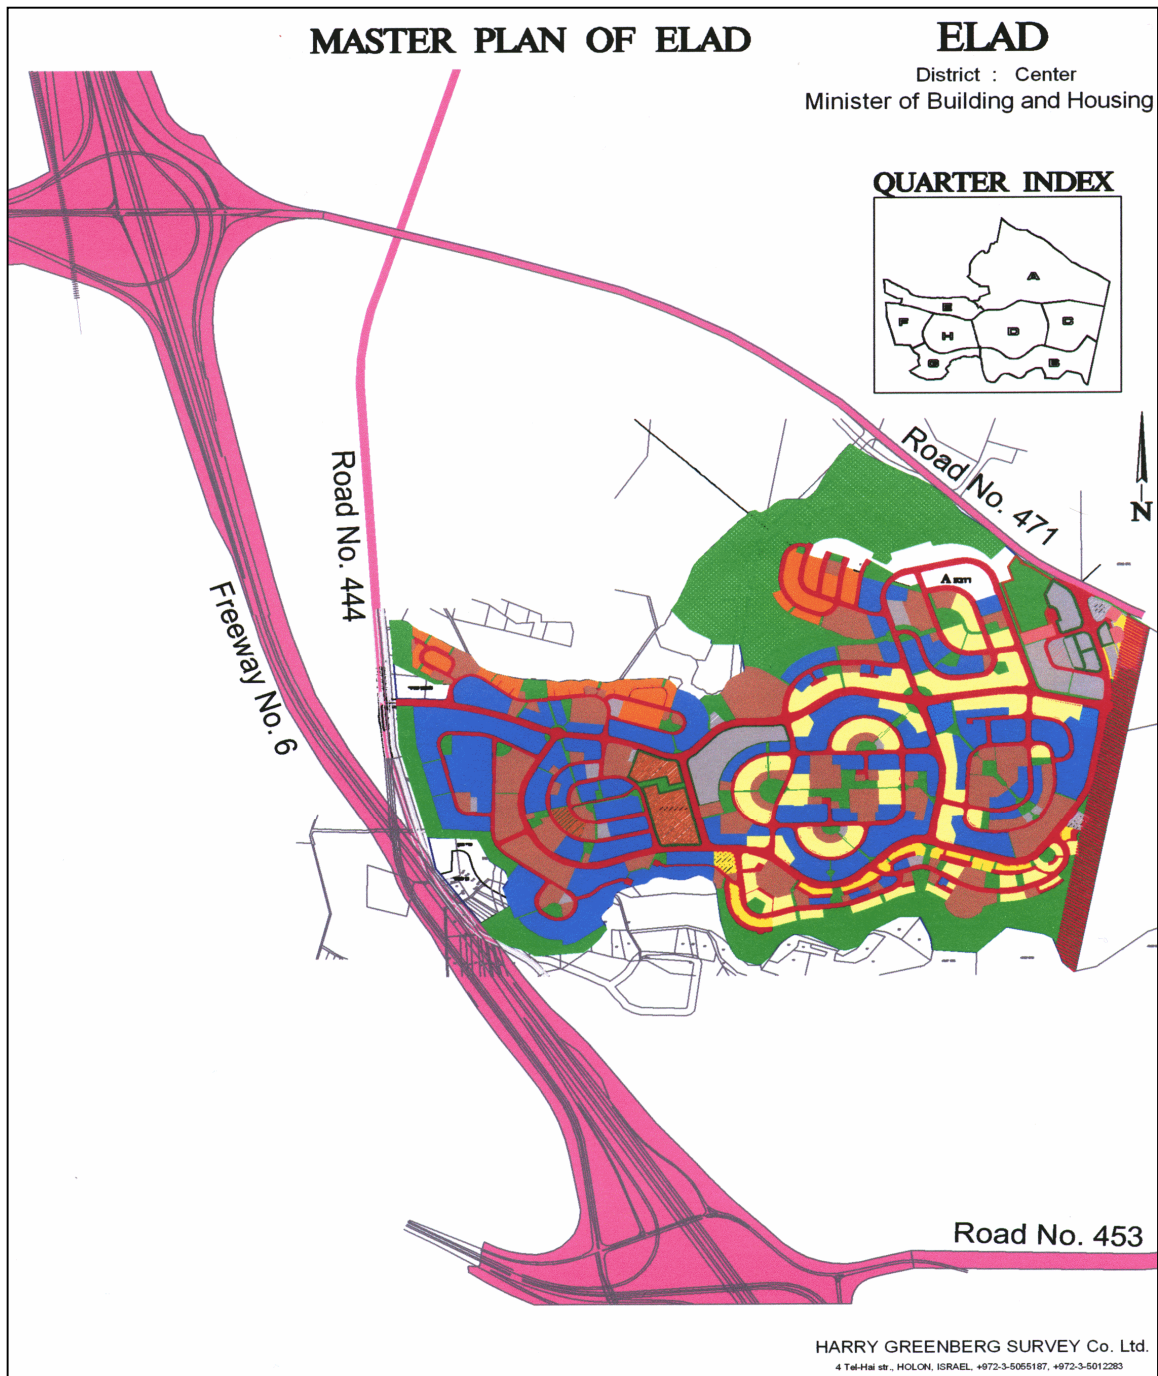 MASTER PLAN OF ELAD
ELAD
District : Center
Minister of Building and Housing
QUARTER INDEX
A
E
F
H
D
C
G
B
Road No. 471
N
Road No. 444
Freeway No. 6
A
Road No. 453
HARRY GREENBERG SURVEY Co. Ltd.
4 Tel-Hai str., HOLON, ISRAEL, +972-3-5055187, +972-3-5012283